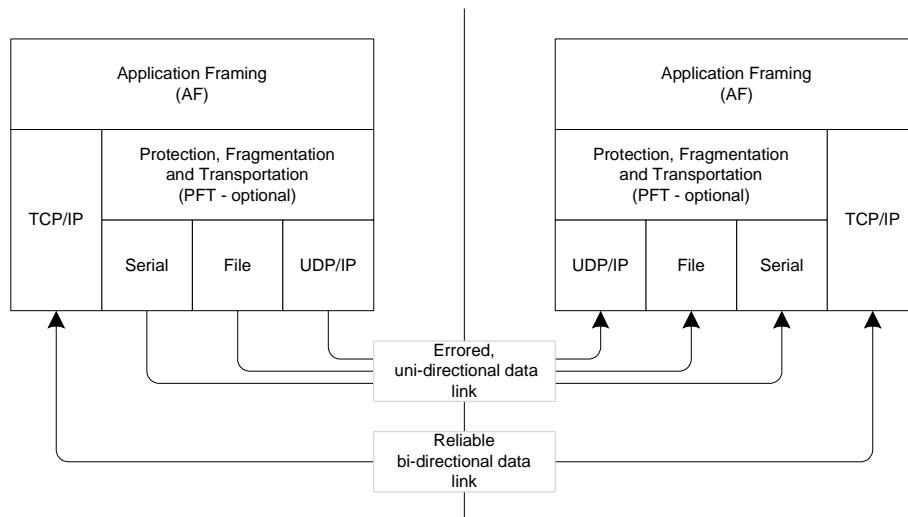 Application Framing
(AF)
Protection, Fragmentation
and Transportation
(PFT - optional)
TCP/IP
Serial
File
UDP/IP
Application Framing
(AF)
Protection, Fragmentation
and Transportation
(PFT - optional)
TCP/IP
UDP/IP
File
Serial
Errored,
uni-directional data
link
Reliable
bi-directional data
link